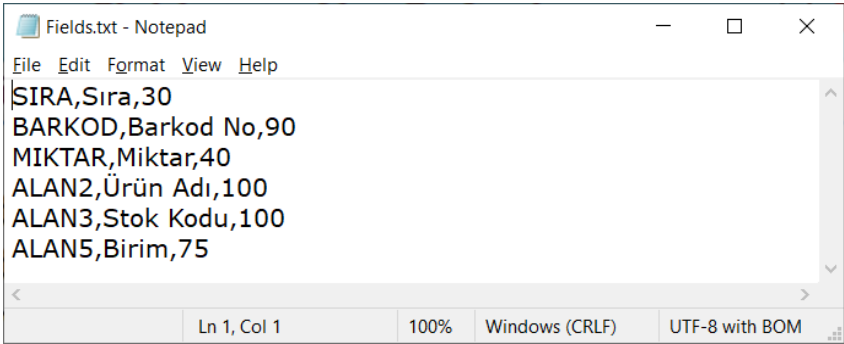 Fields.txt - Notepad
File Edit Format View Help
SIRA,Sıra,30
BARKOD,Barkod No,90
MIKTAR,Miktar,40
ALAN2,Ürün Adı,100
ALAN3,Stok Kodu,100
ALAN5,Birim,75
Ln 1, Col 1 100% Windows (CRLF) UTF-8 with BOM